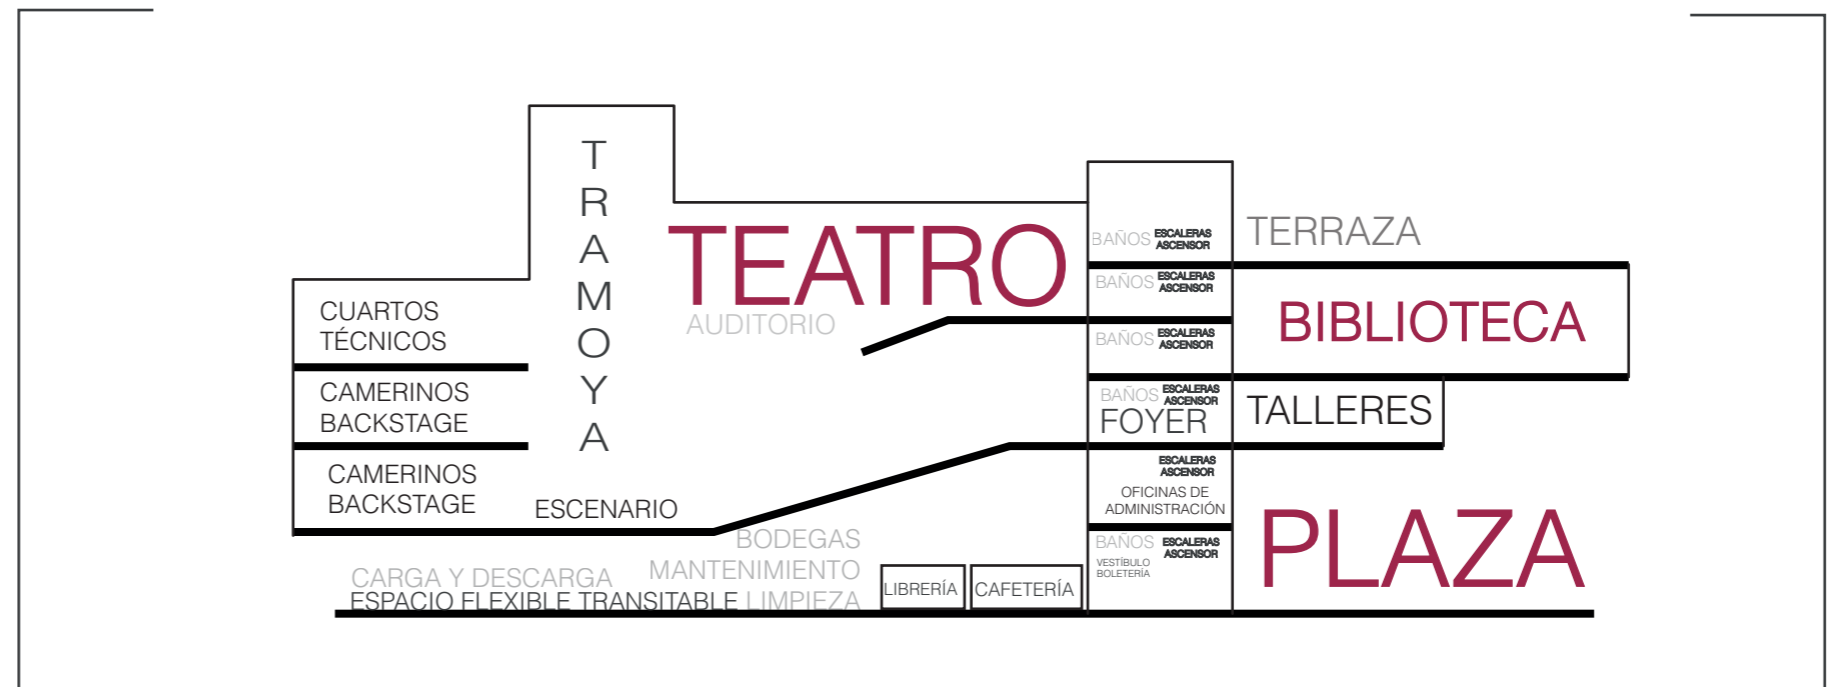 T
R
A
M
O
Y
A
TEATRO
AUDITORIO
CUARTOS
TÉCNICOS
CAMERINOS
BACKSTAGE
CAMERINOS
BACKSTAGE
ESCENARIO
BAÑOS ESCALERAS
ASCENSOR
TERRAZA
BAÑOS ESCALERAS
ASCENSOR
BIBLIOTECA
BAÑOS ESCALERAS
ASCENSOR
BAÑOS ESCALERAS
ASCENSOR
FOYER
TALLERES
ESCALERAS
ASCENSOR
OFICINAS DE
ADMINISTRACIÓN
BAÑOS ESCALERAS
ASCENSOR
VESTÍBULO
BOLETERÍA
PLAZA
BODEGAS
MANTENIMIENTO
LIMPIEZA
CARGA Y DESCARGA
ESPACIO FLEXIBLE TRANSITABLE
LIBRERÍA
CAFETERÍA